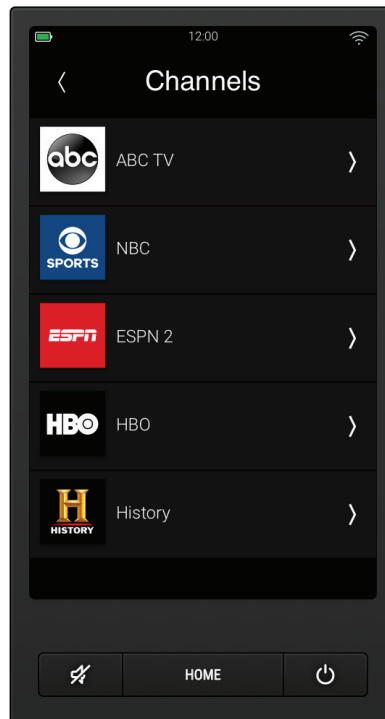 12:00
Channels
abc
ABC TV
SPORTS
NBC
ESPN
ESPN 2
HBO
HBO
H
HISTORY
History
HOME